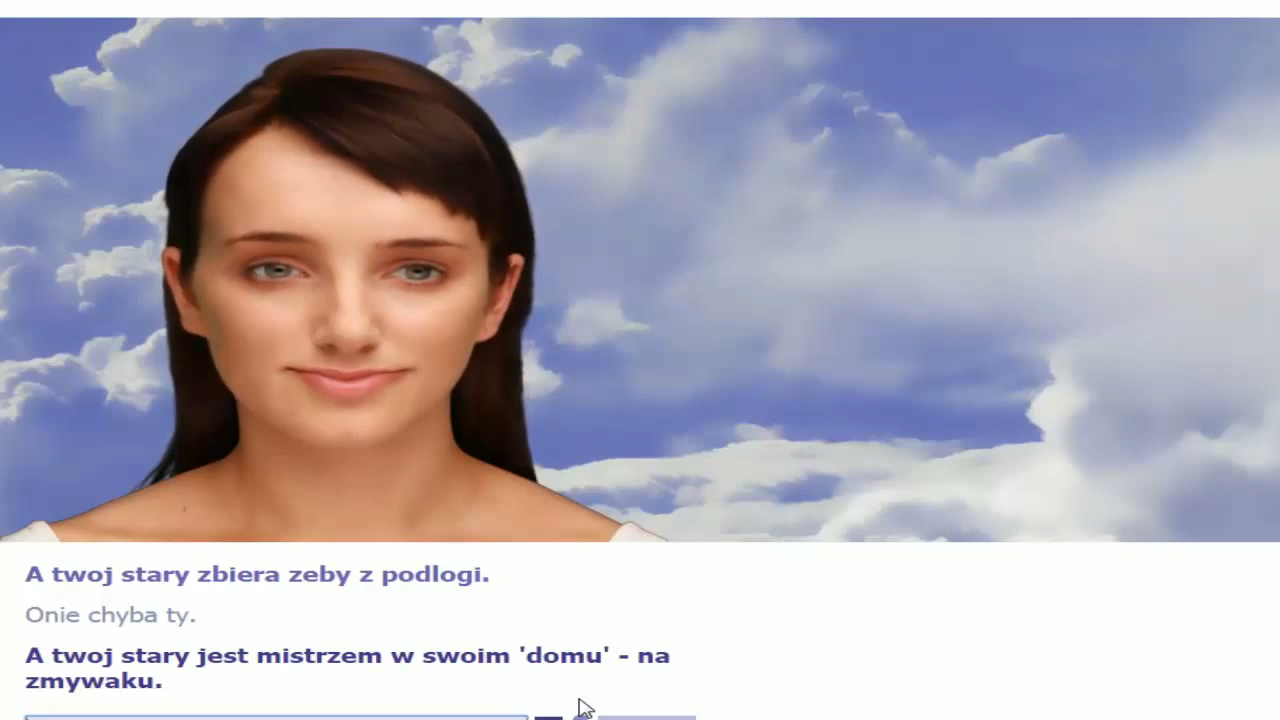 A twoj stary zbiera zeby z podlogi.
Onie chyba ty.
A twoj stary jest mistrzem w swoim 'domu' - na
zmywaku.